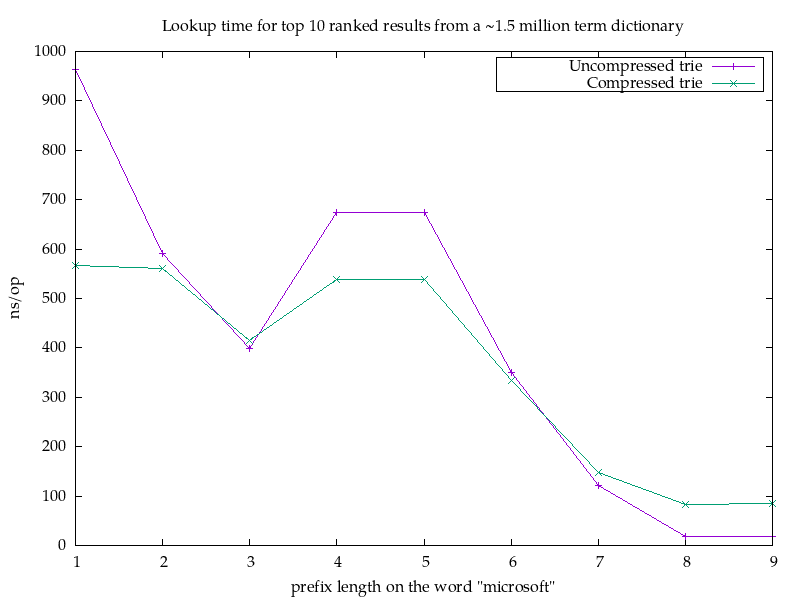 Lookup time for top 10 ranked results from a ~1.5 million term dictionary
Uncompressed trie
Compressed trie
1000
900
800
700
600
500
400
300
200
100
0
ns/op
1 2 3 4 5 6 7 8 9
prefix length on the word "microsoft"